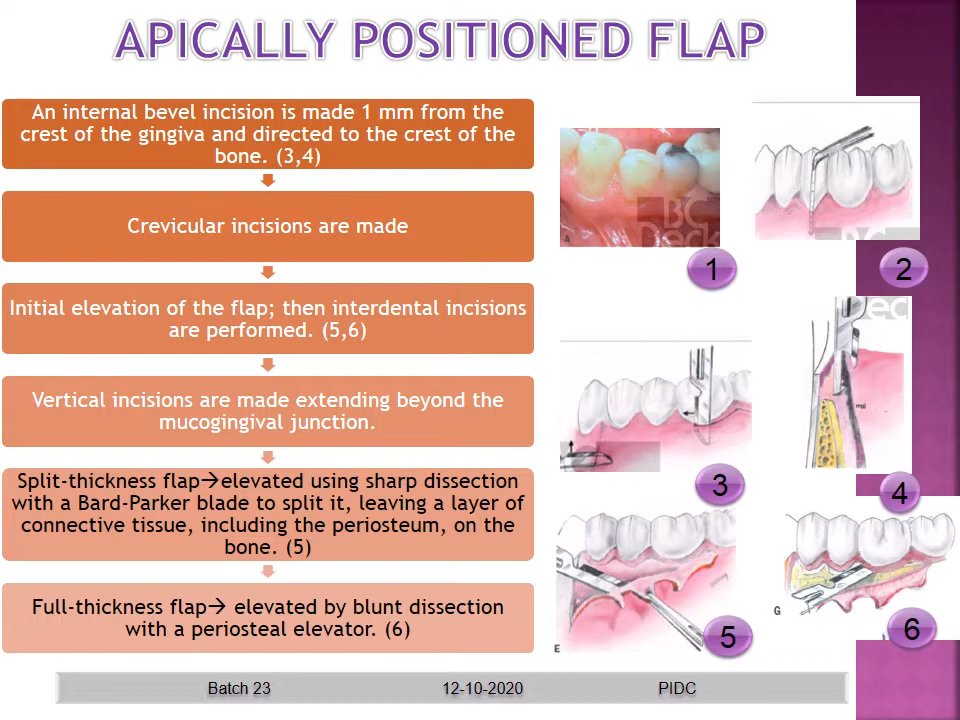 APICALLY POSITIONED FLAP
An internal bevel incision is made 1 mm from the
crest of the gingiva and directed to the crest of the
bone. (3,4)
Crevicular incisions are made
Initial elevation of the flap; then interdental incisions
are performed. (5,6)
Vertical incisions are made extending beyond the
mucogingival junction.
Split-thickness flap→elevated using sharp dissection
with a Bard-Parker blade to split it, leaving a layer of
connective tissue, including the periosteum, on the
bone. (5)
Full-thickness flap→ elevated by blunt dissection
with a periosteal elevator. (6)
A
BC
Deck
1
2
3
ec
mgj
4
E
5
G
6
Batch 23 12-10-2020 PIDC